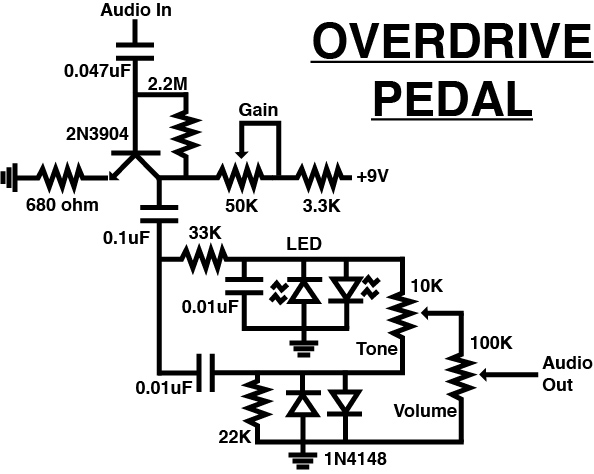 Audio In
OVERDRIVE
PEDAL
0.047uF
2.2M
Gain
2N3904
+9V
680 ohm
50K
3.3K
0.1uF
33K
LED
0.01uF
10K
Tone
100K
Audio
Out
0.01uF
Volume
22K
1N4148